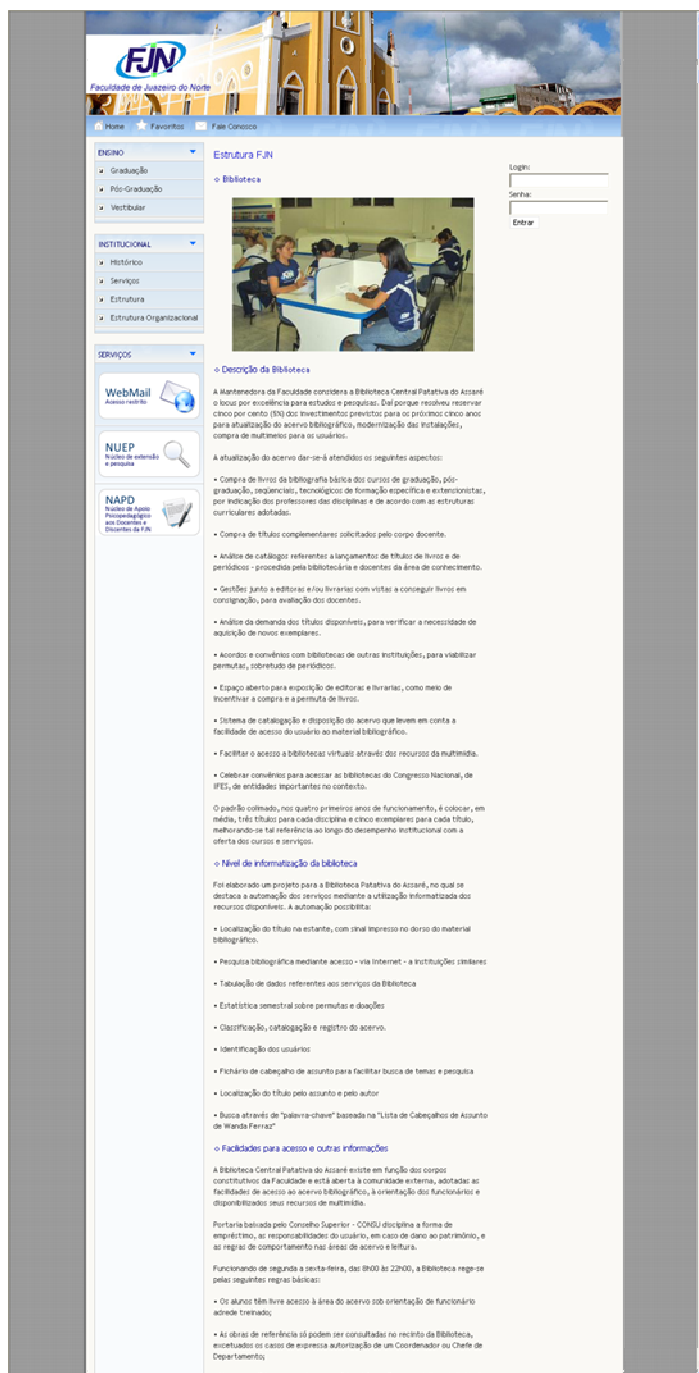 FJN
Faculdade de Juazeiro do Norte
Home
Favoritos
Fale Conosco
ENSINO
Graduação
Pós-Graduação
Vestibular
INSTITUCIONAL
Histórico
Serviços
Estrutura
Estrutura Organizacional
SERVIÇOS
WebMail
Acesso restrito
NUEP
Núcleo de extensão
e pesquisa
NAPD
Núcleo de Apoio
Psicopedagógico
aos Docentes e
Discentes da FJN
Estrutura FJN
Biblioteca
Descrição da Biblioteca
A Mantenedora da Faculdade considera a Biblioteca Central Patativa do Assaré
o locus por excelência para estudos e pesquisas. Daí porque resolveu reservar
cinco por cento (5%) dos investimentos previstos para os próximos cinco anos
para atualização do acervo bibliográfico, modernização das instalações,
compra de multimeios para os usuários.
A atualização do acervo dar-se-á atendidos os seguintes aspectos:
• Compra de livros da bibliografia básica dos cursos de graduação, pós-
graduação, seqüenciais, tecnológicos de formação específica e extensionistas,
por indicação dos professores das disciplinas e de acordo com as estruturas
curriculares adotadas.
• Compra de títulos complementares solicitados pelo corpo docente.
• Análise de catálogos referentes a lançamentos de títulos de livros e de
periódicos - procedida pela bibliotecária e docentes da área de conhecimento.
• Gestões junto a editoras e/ou livrarias com vistas a conseguir livros em
consignação, para avaliação dos docentes.
• Análise da demanda dos títulos disponíveis, para verificar a necessidade de
aquisição de novos exemplares.
• Acordos e convênios com bibliotecas de outras instituições, para viabilizar
permutas, sobretudo de periódicos.
• Espaço aberto para exposição de editoras e livrarias, como meio de
incentivar a compra e a permuta de livros.
• Sistema de catalogação e disposição do acervo que levem em conta a
facilidade de acesso do usuário ao material bibliográfico.
• Facilitar o acesso a bibliotecas virtuais através dos recursos da multimídia.
• Celebrar convênios para acessar as bibliotecas do Congresso Nacional, de
IFES, de entidades importantes no contexto.
O padrão colimado, nos quatro primeiros anos de funcionamento, é colocar, em
média, três títulos para cada disciplina e cinco exemplares para cada título,
melhorando-se tal referência ao longo do desempenho institucional com a
oferta dos cursos e serviços.
Nível de informatização da biblioteca
Foi elaborado um projeto para a Biblioteca Patativa do Assaré, no qual se
destaca a automação dos serviços mediante a utilização informatizada dos
recursos disponíveis. A automação possibilita:
• Localização do título na estante, com sinal impresso no dorso do material
bibliográfico.
• Pesquisa bibliográfica mediante acesso - via Internet - a instituições similares
• Tabulação de dados referentes aos serviços da Biblioteca
• Estatística semestral sobre permutas e doações
• Classificação, catalogação e registro do acervo.
• Identificação dos usuários
• Fichário de cabeçalho de assunto para facilitar busca de temas e pesquisa
• Localização do título pelo assunto e pelo autor
• Busca através de "palavra-chave" baseada na "Lista de Cabeçalhos de Assunto
de Wanda Ferraz"
Facilidades para acesso e outras informações
A Biblioteca Central Patativa do Assaré existe em função dos corpos
constitutivos da Faculdade e está aberta à comunidade externa, adotadas as
facilidades de acesso ao acervo bibliográfico, à orientação dos funcionários e
disponibilizados seus recursos de multimídia.
Portaria baixada pelo Conselho Superior - CONSU disciplina a forma de
empréstimo, as responsabilidades do usuário, em caso de dano ao patrimônio, e
as regras de comportamento nas áreas de acervo e leitura.
Funcionando de segunda a sexta-feira, das 8h00 às 22h00, a Biblioteca rege-se
pelas seguintes regras básicas:
• Os alunos têm livre acesso à área do acervo sob orientação de funcionário
adrede treinado;
• As obras de referência só podem ser consultadas no recinto da Biblioteca,
excetuados os casos de expressa autorização de um Coordenador ou Chefe de
Departamento;
Login:
Senha:
Entrar